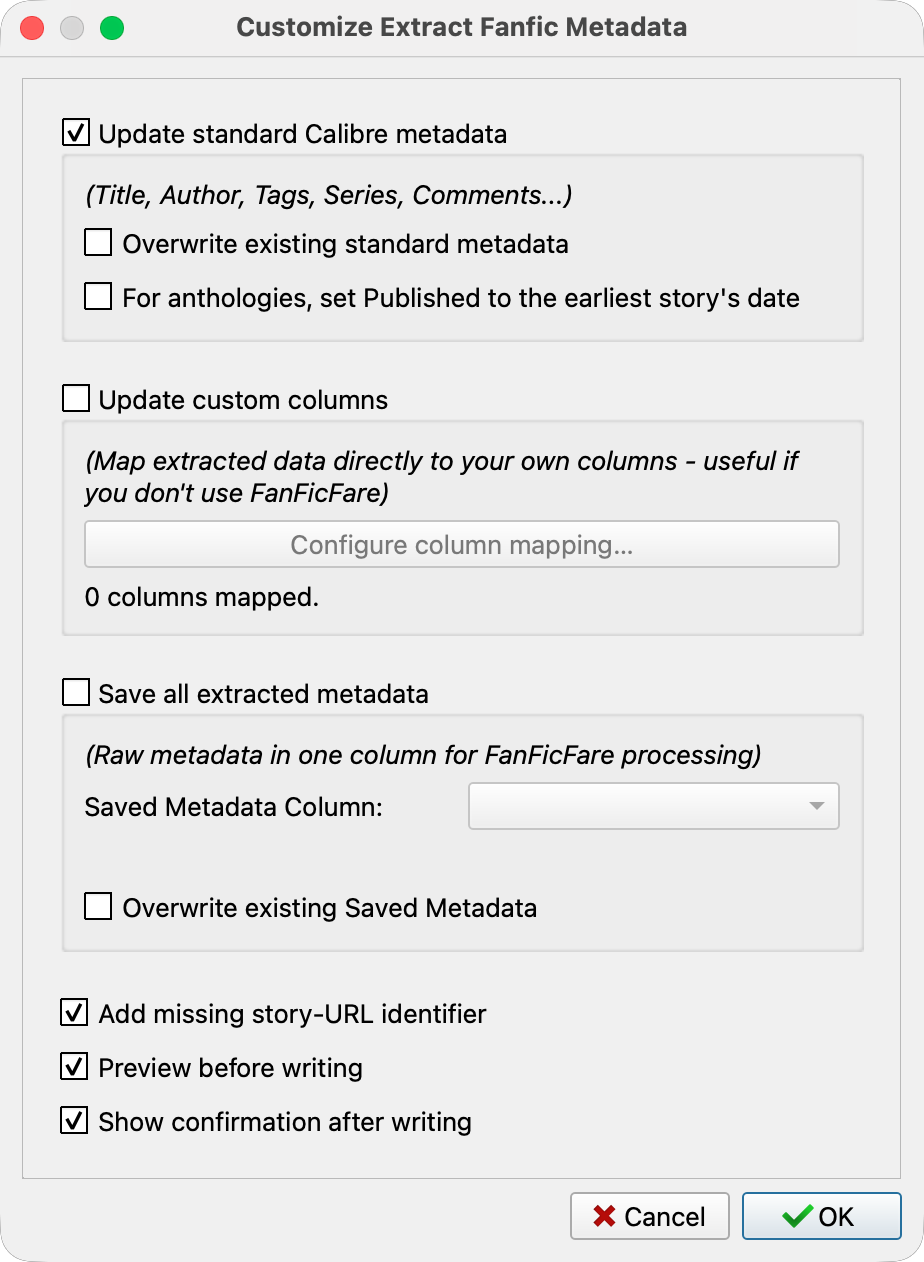 Customize Extract Fanfic Metadata
Update standard Calibre metadata
(Title, Author, Tags, Series, Comments...)
Overwrite existing standard metadata
For anthologies, set Published to the earliest story's date
Update custom columns
(Map extracted data directly to your own columns - useful if
you don't use FanFicFare)
Configure column mapping...
0 columns mapped.
Save all extracted metadata
(Raw metadata in one column for FanFicFare processing)
Saved Metadata Column:
Overwrite existing Saved Metadata
Add missing story-URL identifier
Preview before writing
Show confirmation after writing
Cancel
OK